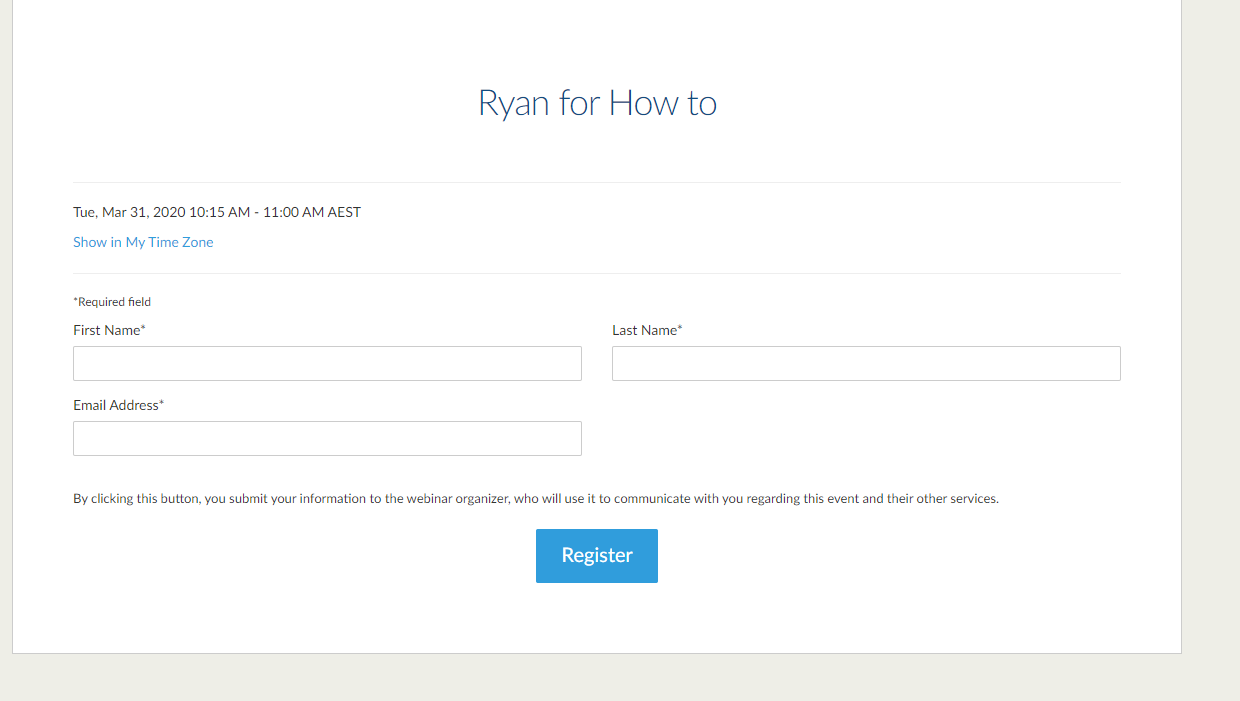 Ryan for How to
Tue, Mar 31, 2020 10:15 AM - 11:00 AM AEST
Show in My Time Zone
*Required field
First Name*
Last Name*
Email Address*
By clicking this button, you submit your information to the webinar organizer, who will use it to communicate with you regarding this event and their other services.
Register